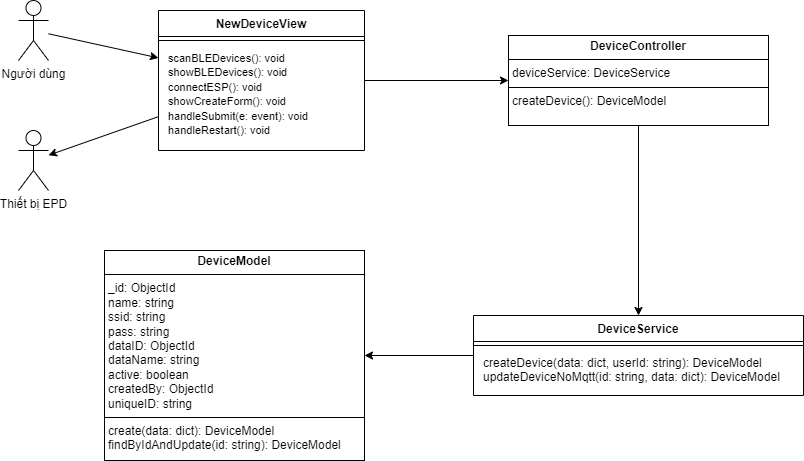 Người dùng
Thiết bị EPD
NewDeviceView
scanBLEDevices(): void
showBLEDevices(): void
connectESP(): void
showCreateForm(): void
handleSubmit(e: event): void
handleRestart(): void
DeviceController
deviceService: DeviceService
createDevice(): DeviceModel
DeviceModel
_id: ObjectId
name: string
ssid: string
pass: string
dataID: ObjectId
dataName: string
active: boolean
createdBy: ObjectId
uniqueID: string
create(data: dict): DeviceModel
findByIdAndUpdate(id: string): DeviceModel
DeviceService
createDevice(data: dict, userId: string): DeviceModel
updateDeviceNoMqtt(id: string, data: dict): DeviceModel